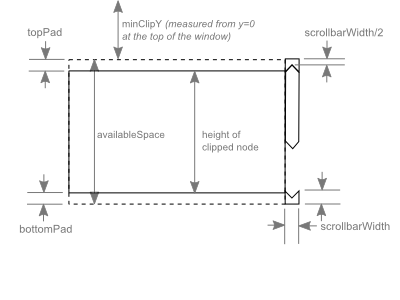 minClipY (measured from y=0
at the top of the window)
topPad
scrollbarWidth/2
availableSpace
height of
clipped node
bottomPad
scrollbarWidth